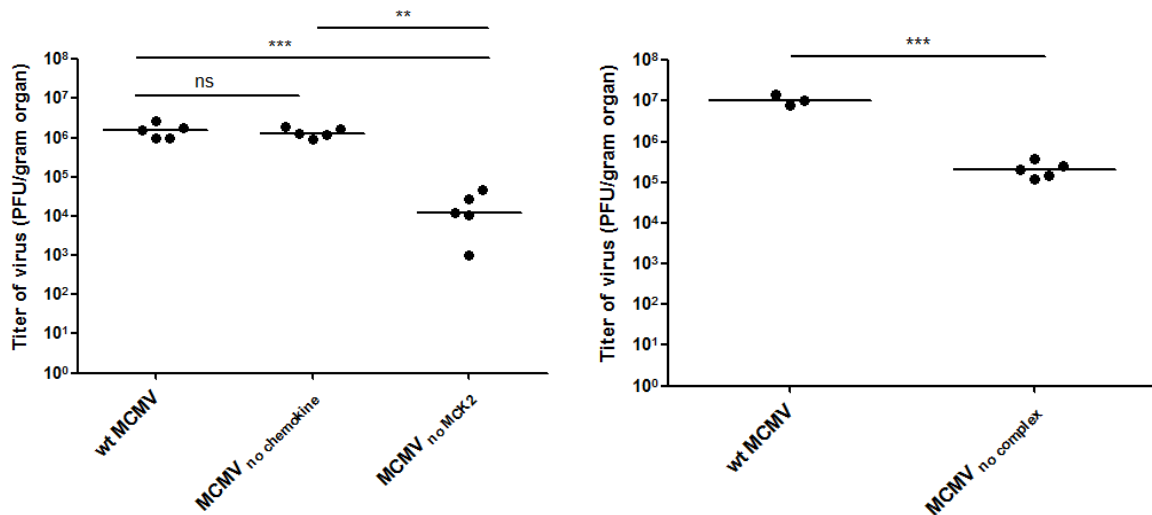 **
***
ns
Titer of virus (PFU/gram organ)
10⁸
10⁷
10⁶
10⁵
10⁴
10³
10²
10¹
10⁰
wt MCMV
MCMV no chemokine
MCMV no McK2
***
Titer of virus (PFU/gram organ)
10⁸
10⁷
10⁶
10⁵
10⁴
10³
10²
10¹
10⁰
wt MCMV
MCMV no complex